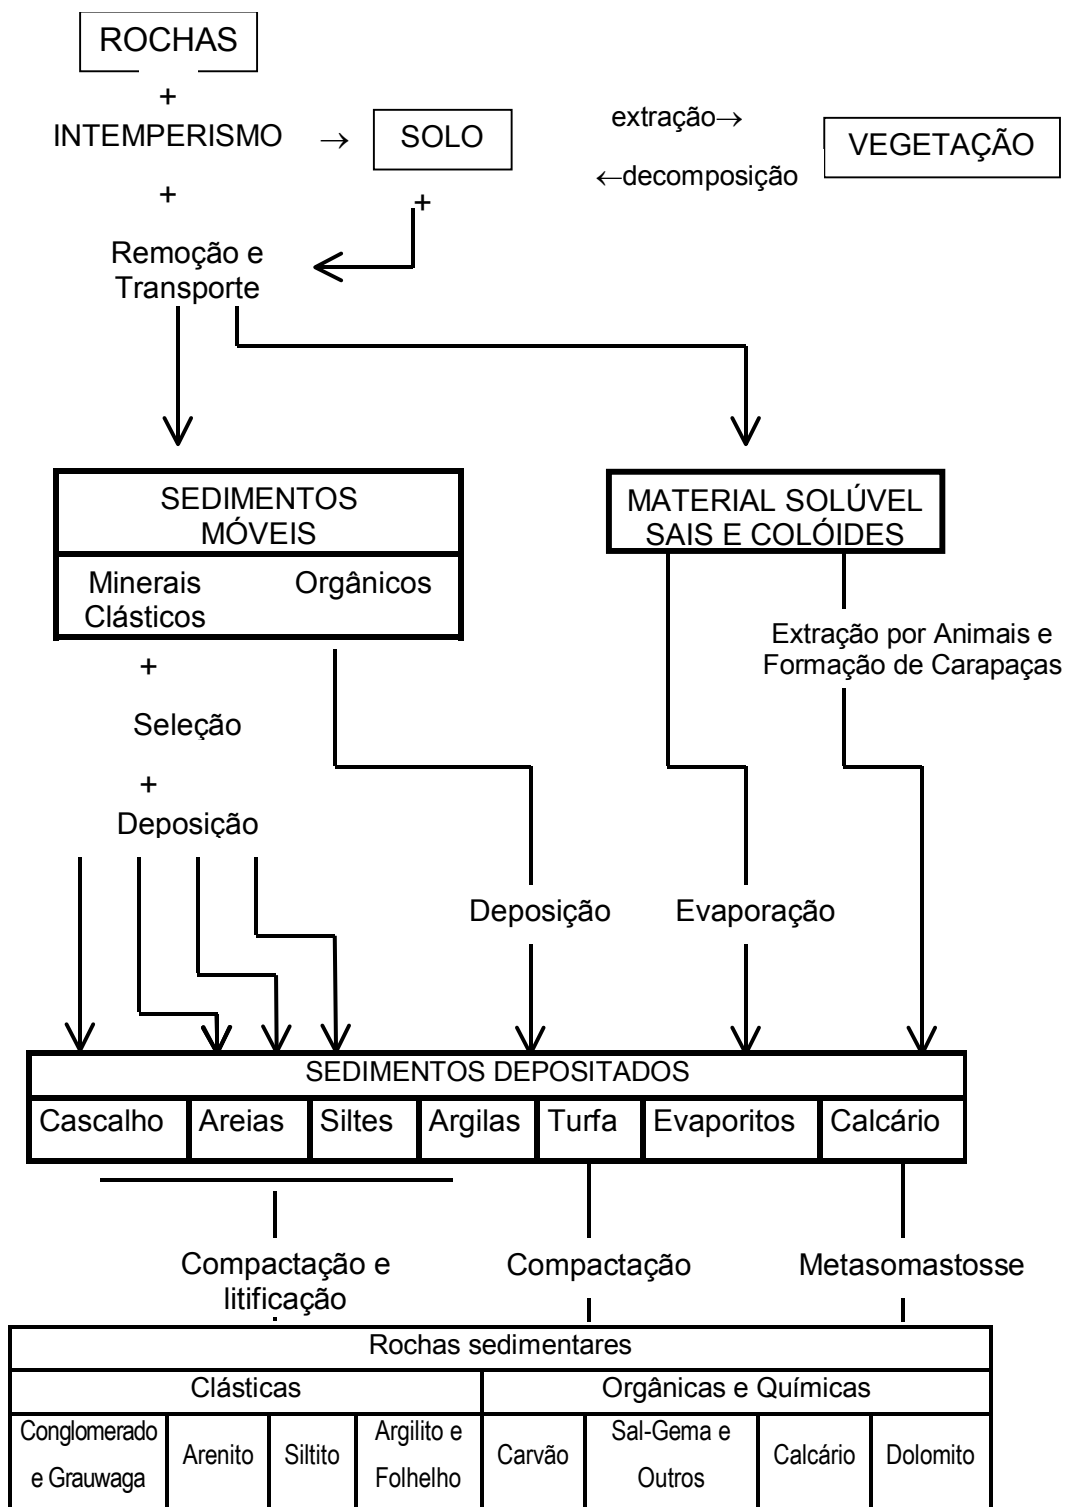 ROCHAS
+
INTEMPERISMO → SOLO
extração→
←decomposição
VEGETAÇÃO
+
+
Remoção e
Transporte
SEDIMENTOS
MÓVEIS
Minerais
Clásticos
Orgânicos
MATERIAL SOLÚVEL
SAIS E COLÓIDES
+
Seleção
+
Deposição
Extração por Animais e
Formação de Carapaças
Deposição
Evaporação
SEDIMENTOS DEPOSITADOS
Cascalho Areias Siltes Argilas Turfa Evaporitos Calcário
Compactação e
litificação
Compactação
Metasomastosse
Rochas sedimentares
Clásticas
Orgânicas e Químicas
Conglomerado
e Grauwaga
Arenito
Siltito
Argilito e
Folhelho
Carvão
Sal-Gema e
Outros
Calcário
Dolomito